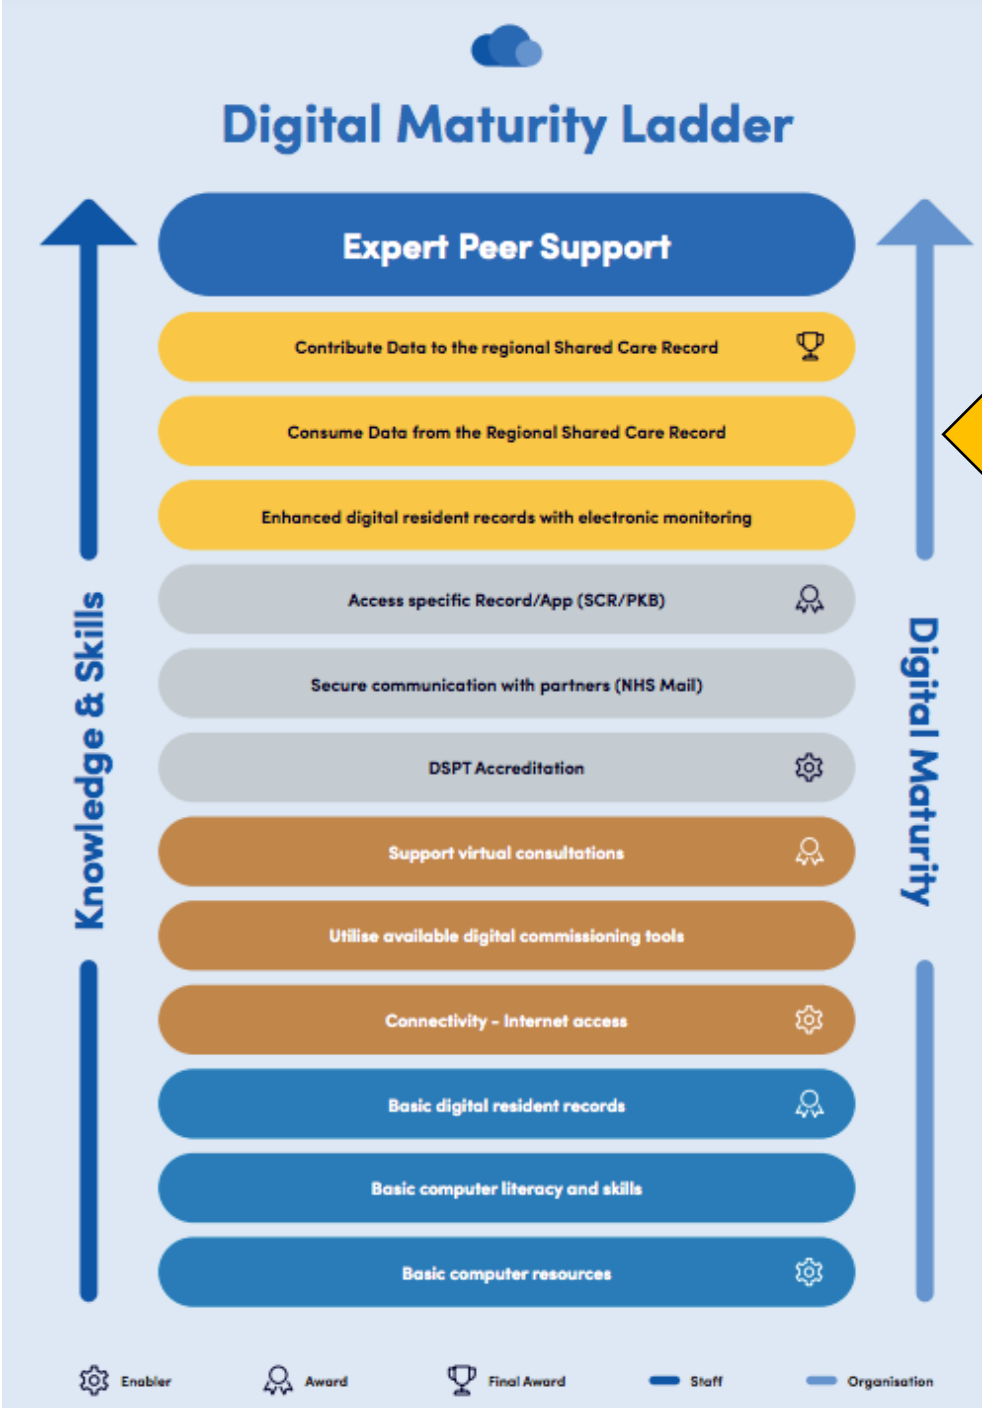 Digital Maturity Ladder
Expert Peer Support
Contribute Data to the regional Shared Care Record
Consume Data from the Regional Shared Care Record
Enhanced digital resident records with electronic monitoring
Access specific Record/App (SCR/PKB)
Secure communication with partners (NHS Mail)
DSPT Accreditation
Support virtual consultations
Utilise available digital commissioning tools
Connectivity - Internet access
Basic digital resident records
Basic computer literacy and skills
Basic computer resources
Knowledge & Skills
Digital Maturity
Enabler
Award
Final Award
Staff
Organisation